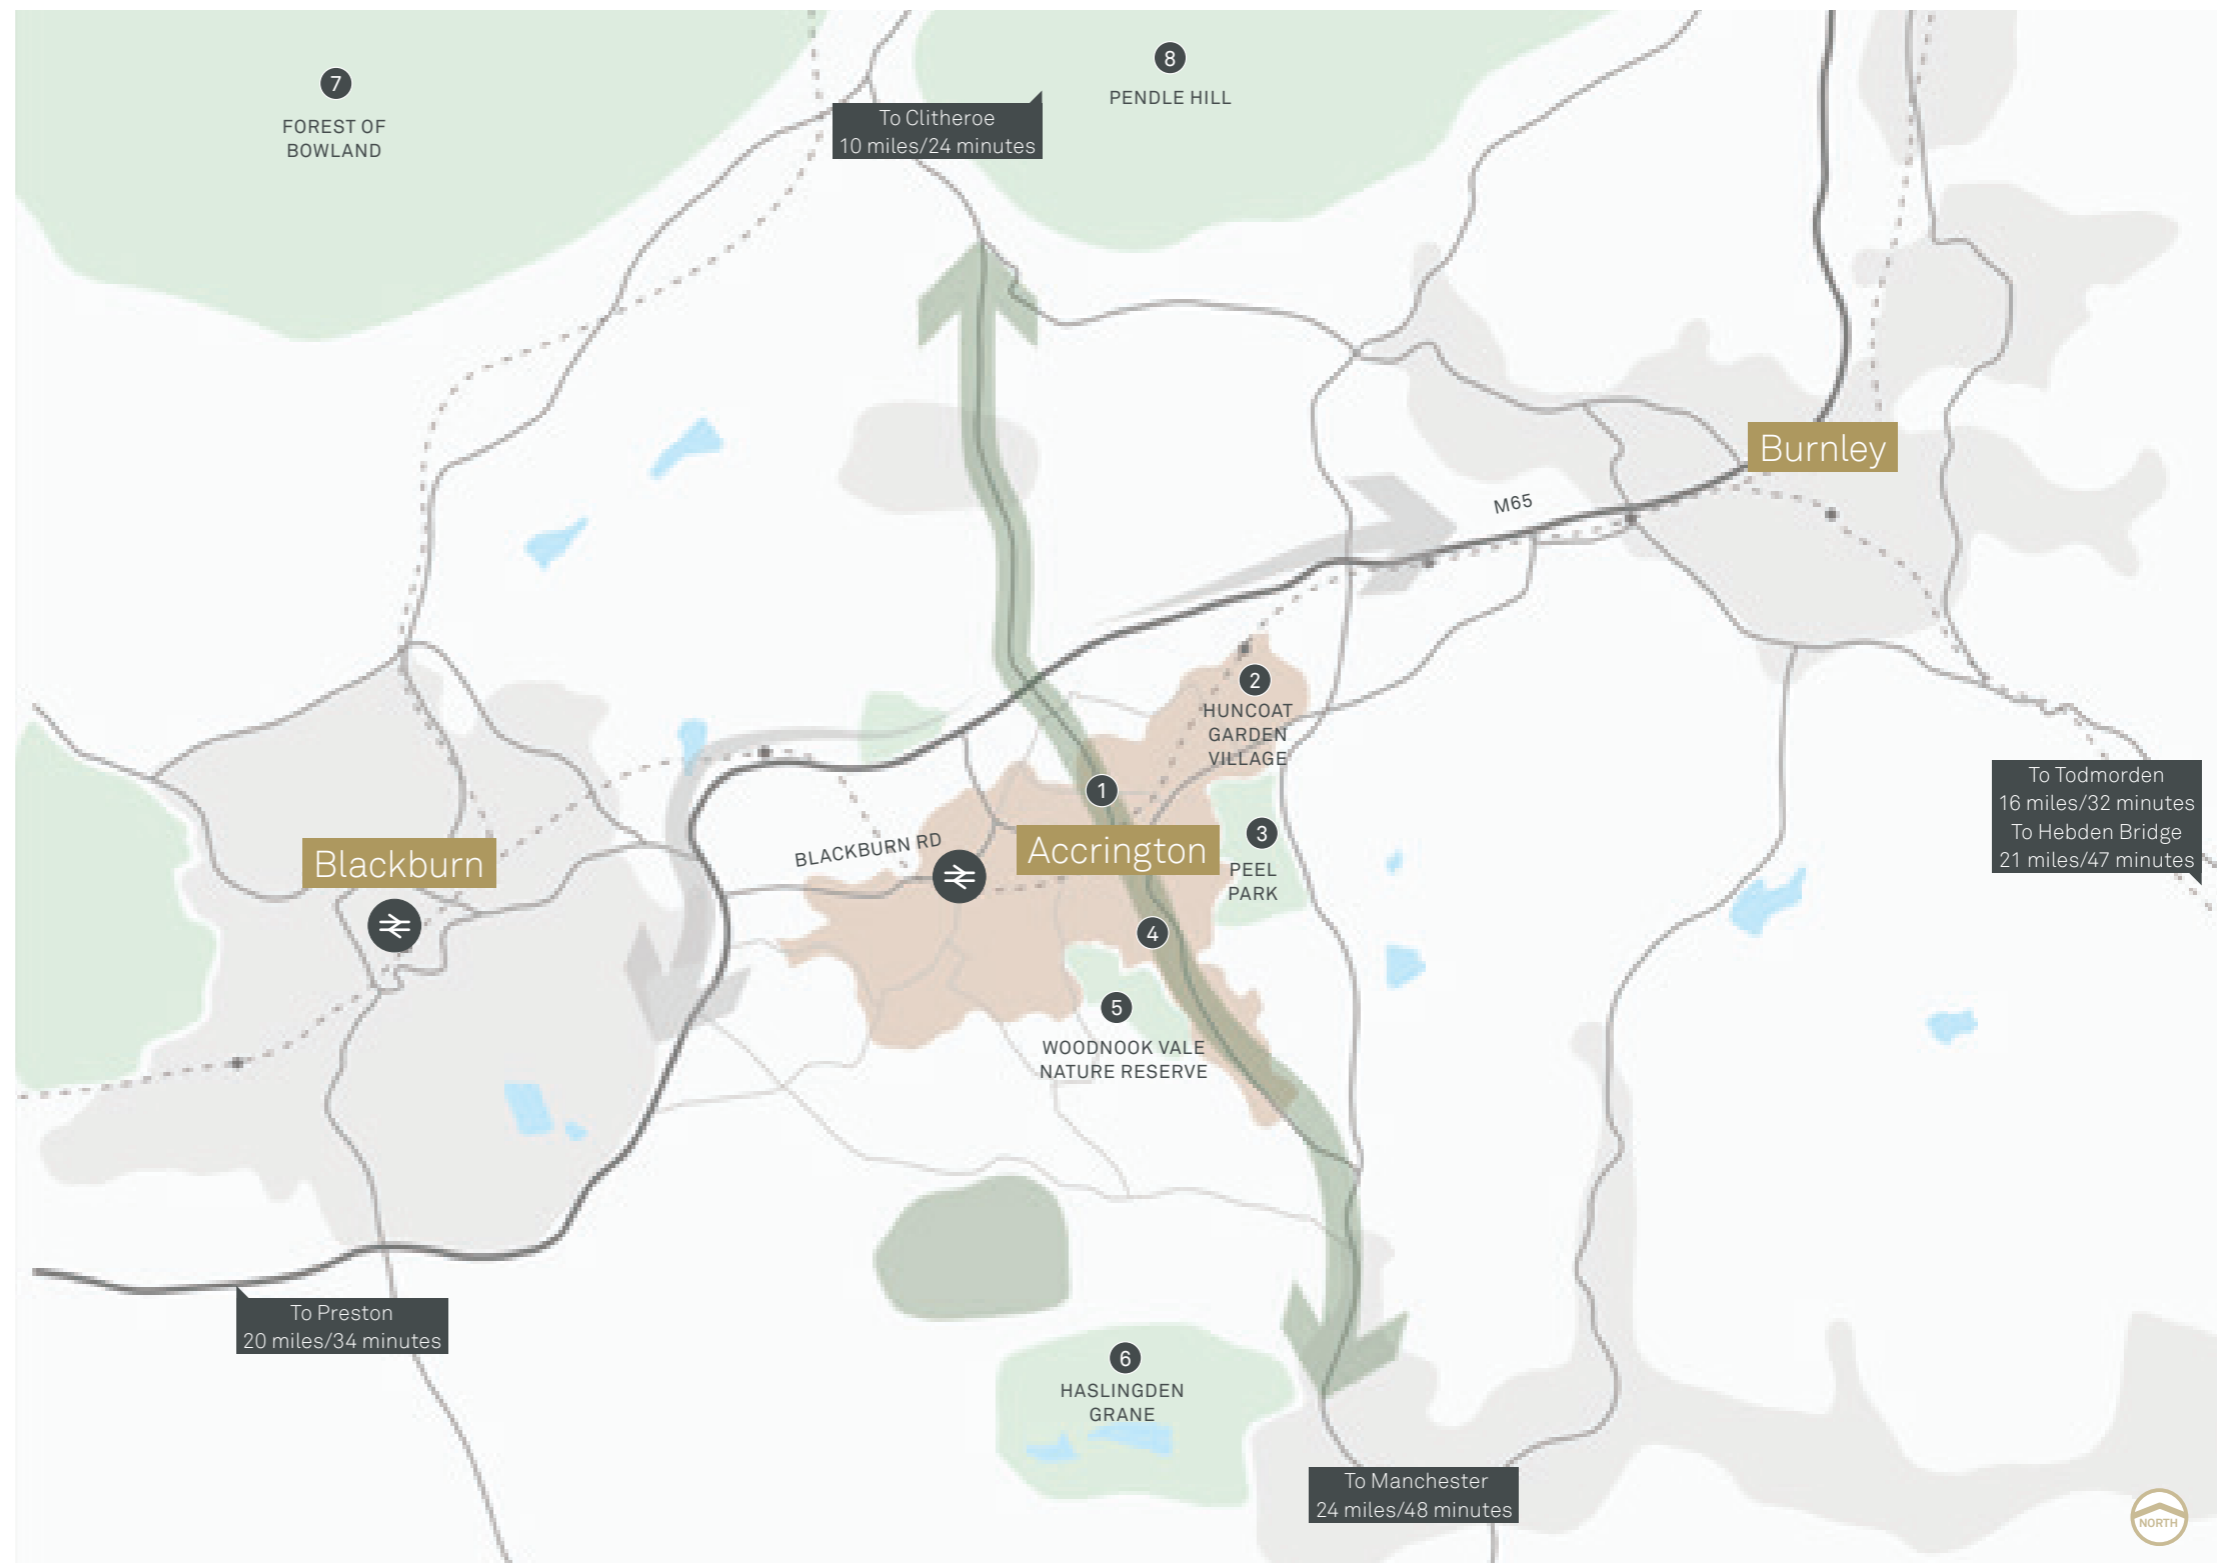 7
FOREST OF
BOWLAND
8
PENDLE HILL
To Clitheroe
10 miles/24 minutes
Burnley
M65
2
HUNCOAT
GARDEN
VILLAGE
1
BLACKBURN RD
Accrington
3
PEEL
PARK
Blackburn
To Todmorden
16 miles/32 minutes
To Hebden Bridge
21 miles/47 minutes
4
5
WOODNOOK VALE
NATURE RESERVE
To Preston
20 miles/34 minutes
6
HASLINGDEN
GRANE
To Manchester
24 miles/48 minutes
NORTH